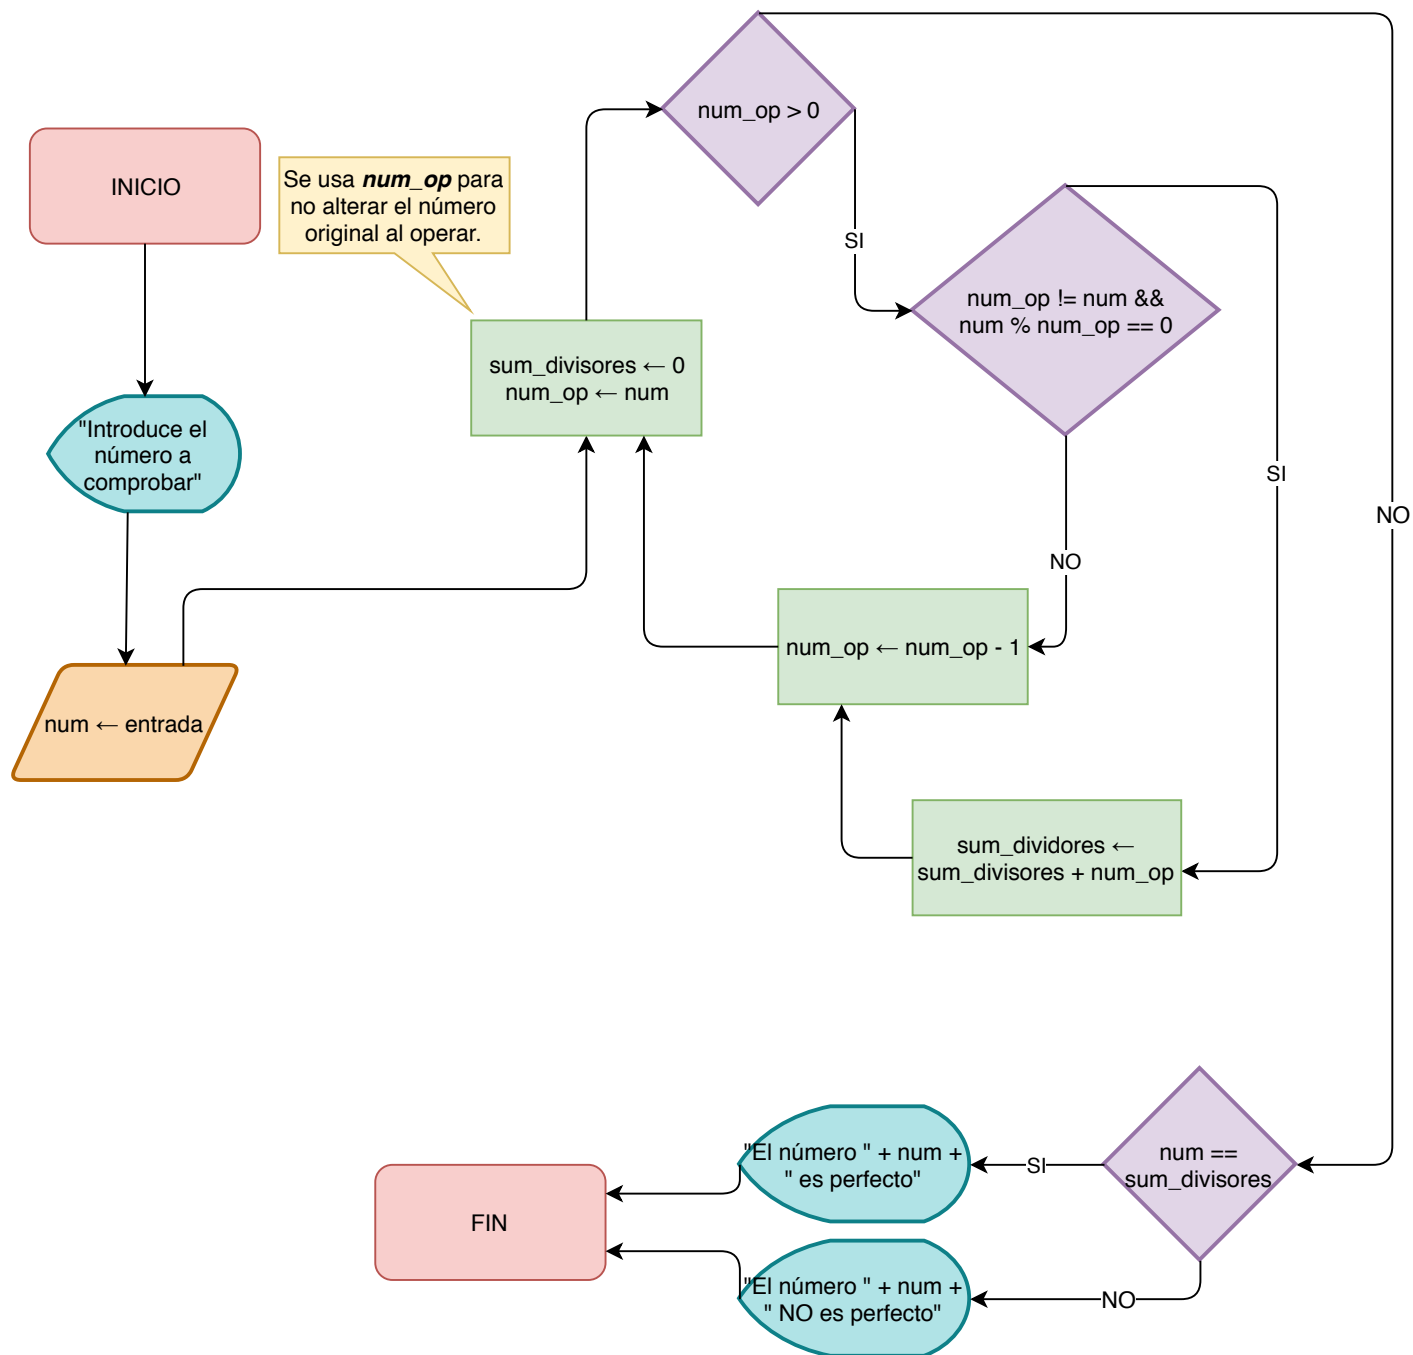 INICIO
"Introduce el
número a
comprobar"
num ← entrada
Se usa num_op para
no alterar el número
original al operar.
sum_divisores ← 0
num_op ← num
num_op > 0
SI
NO
num_op != num &&
num % num_op == 0
SI
NO
num_op ← num_op - 1
sum_dividores ←
sum_divisores + num_op
num ==
sum_divisores
SI
NO
"El número " + num +
" es perfecto"
"El número " + num +
" NO es perfecto"
FIN